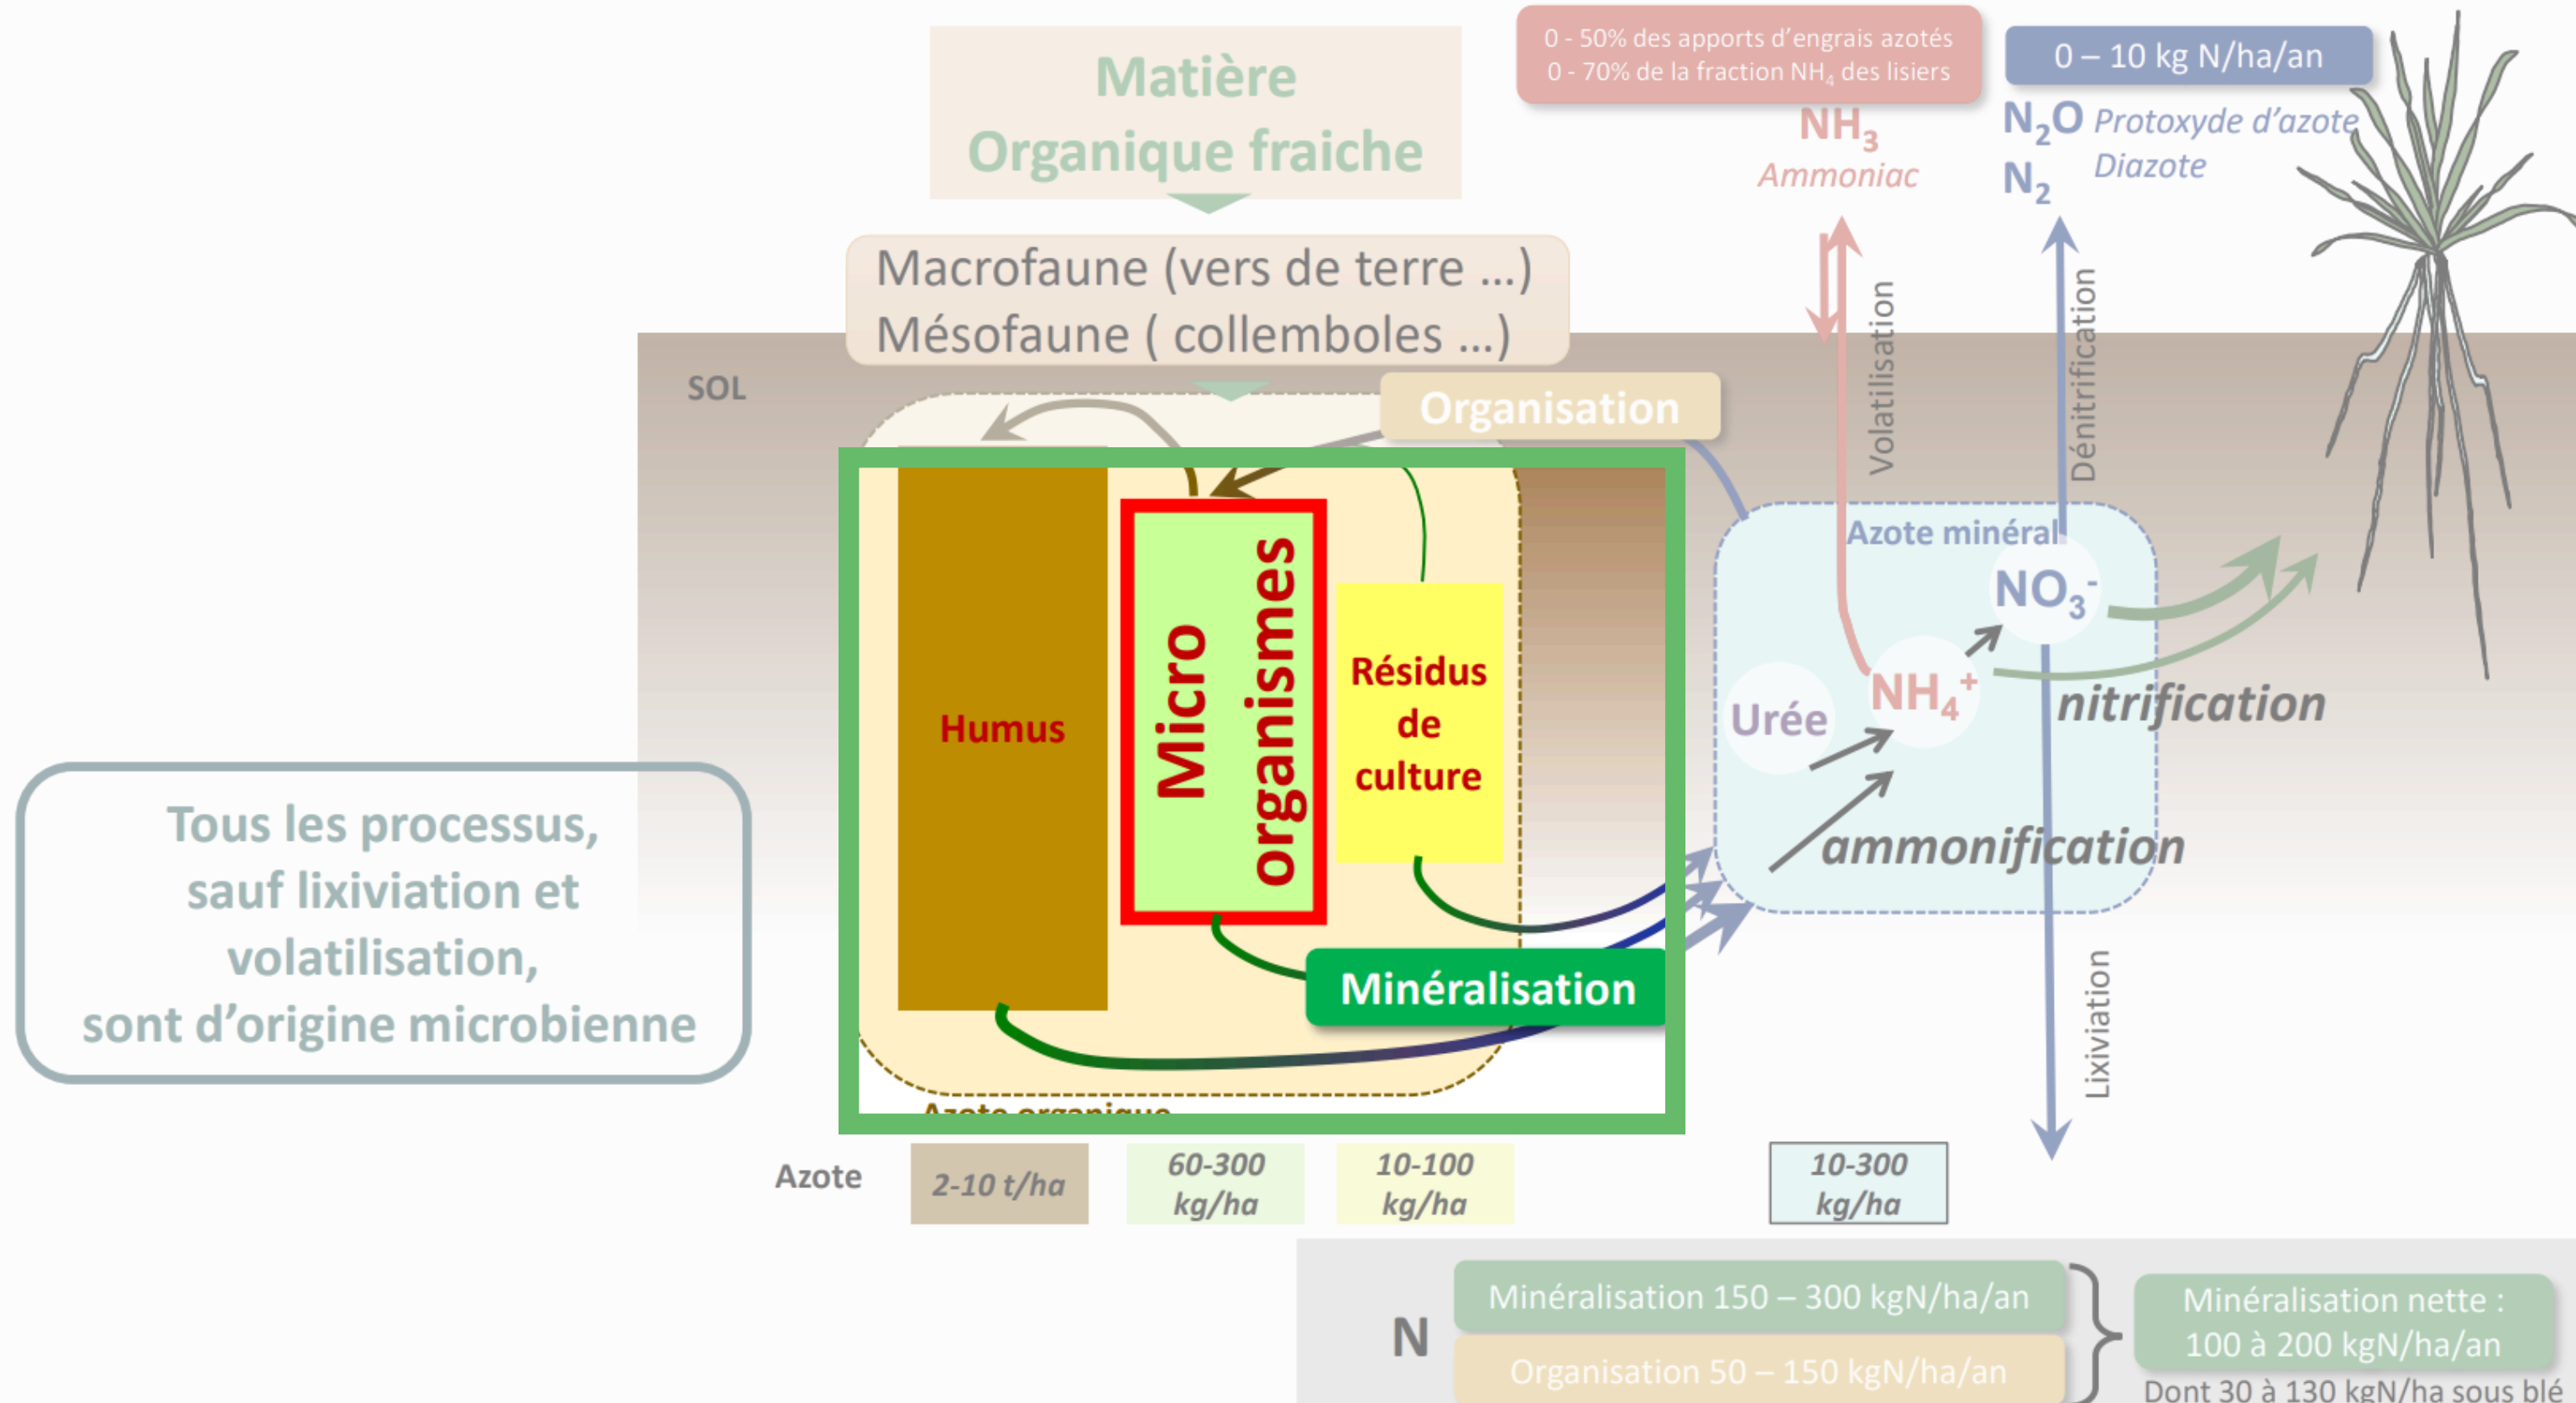 Matière
Organique fraiche
0 - 50% des apports d'engrais azotés
0 - 70% de la fraction NH₄ des lisiers
NH₃
Ammoniac
0 – 10 kg N/ha/an
N₂O Protoxyde d'azote
N₂ Diazote
Macrofaune (vers de terre ...)
Mésofaune ( collemboles ...)
SOL
Organisation
Volatilisation
Dénitrification
Azote minéral
NO₃⁻
NH₄⁺
Urée
nitrification
ammonification
Lixiviation
Humus
Micro
organismes
Résidus
de
culture
Minéralisation
Azote organique
Tous les processus,
sauf lixiviation et
volatilisation,
sont d'origine microbienne
Azote
2-10 t/ha
60-300
kg/ha
10-100
kg/ha
10-300
kg/ha
N
Minéralisation 150 – 300 kgN/ha/an
Organisation 50 – 150 kgN/ha/an
Minéralisation nette :
100 à 200 kgN/ha/an
Dont 30 à 130 kgN/ha sous blé